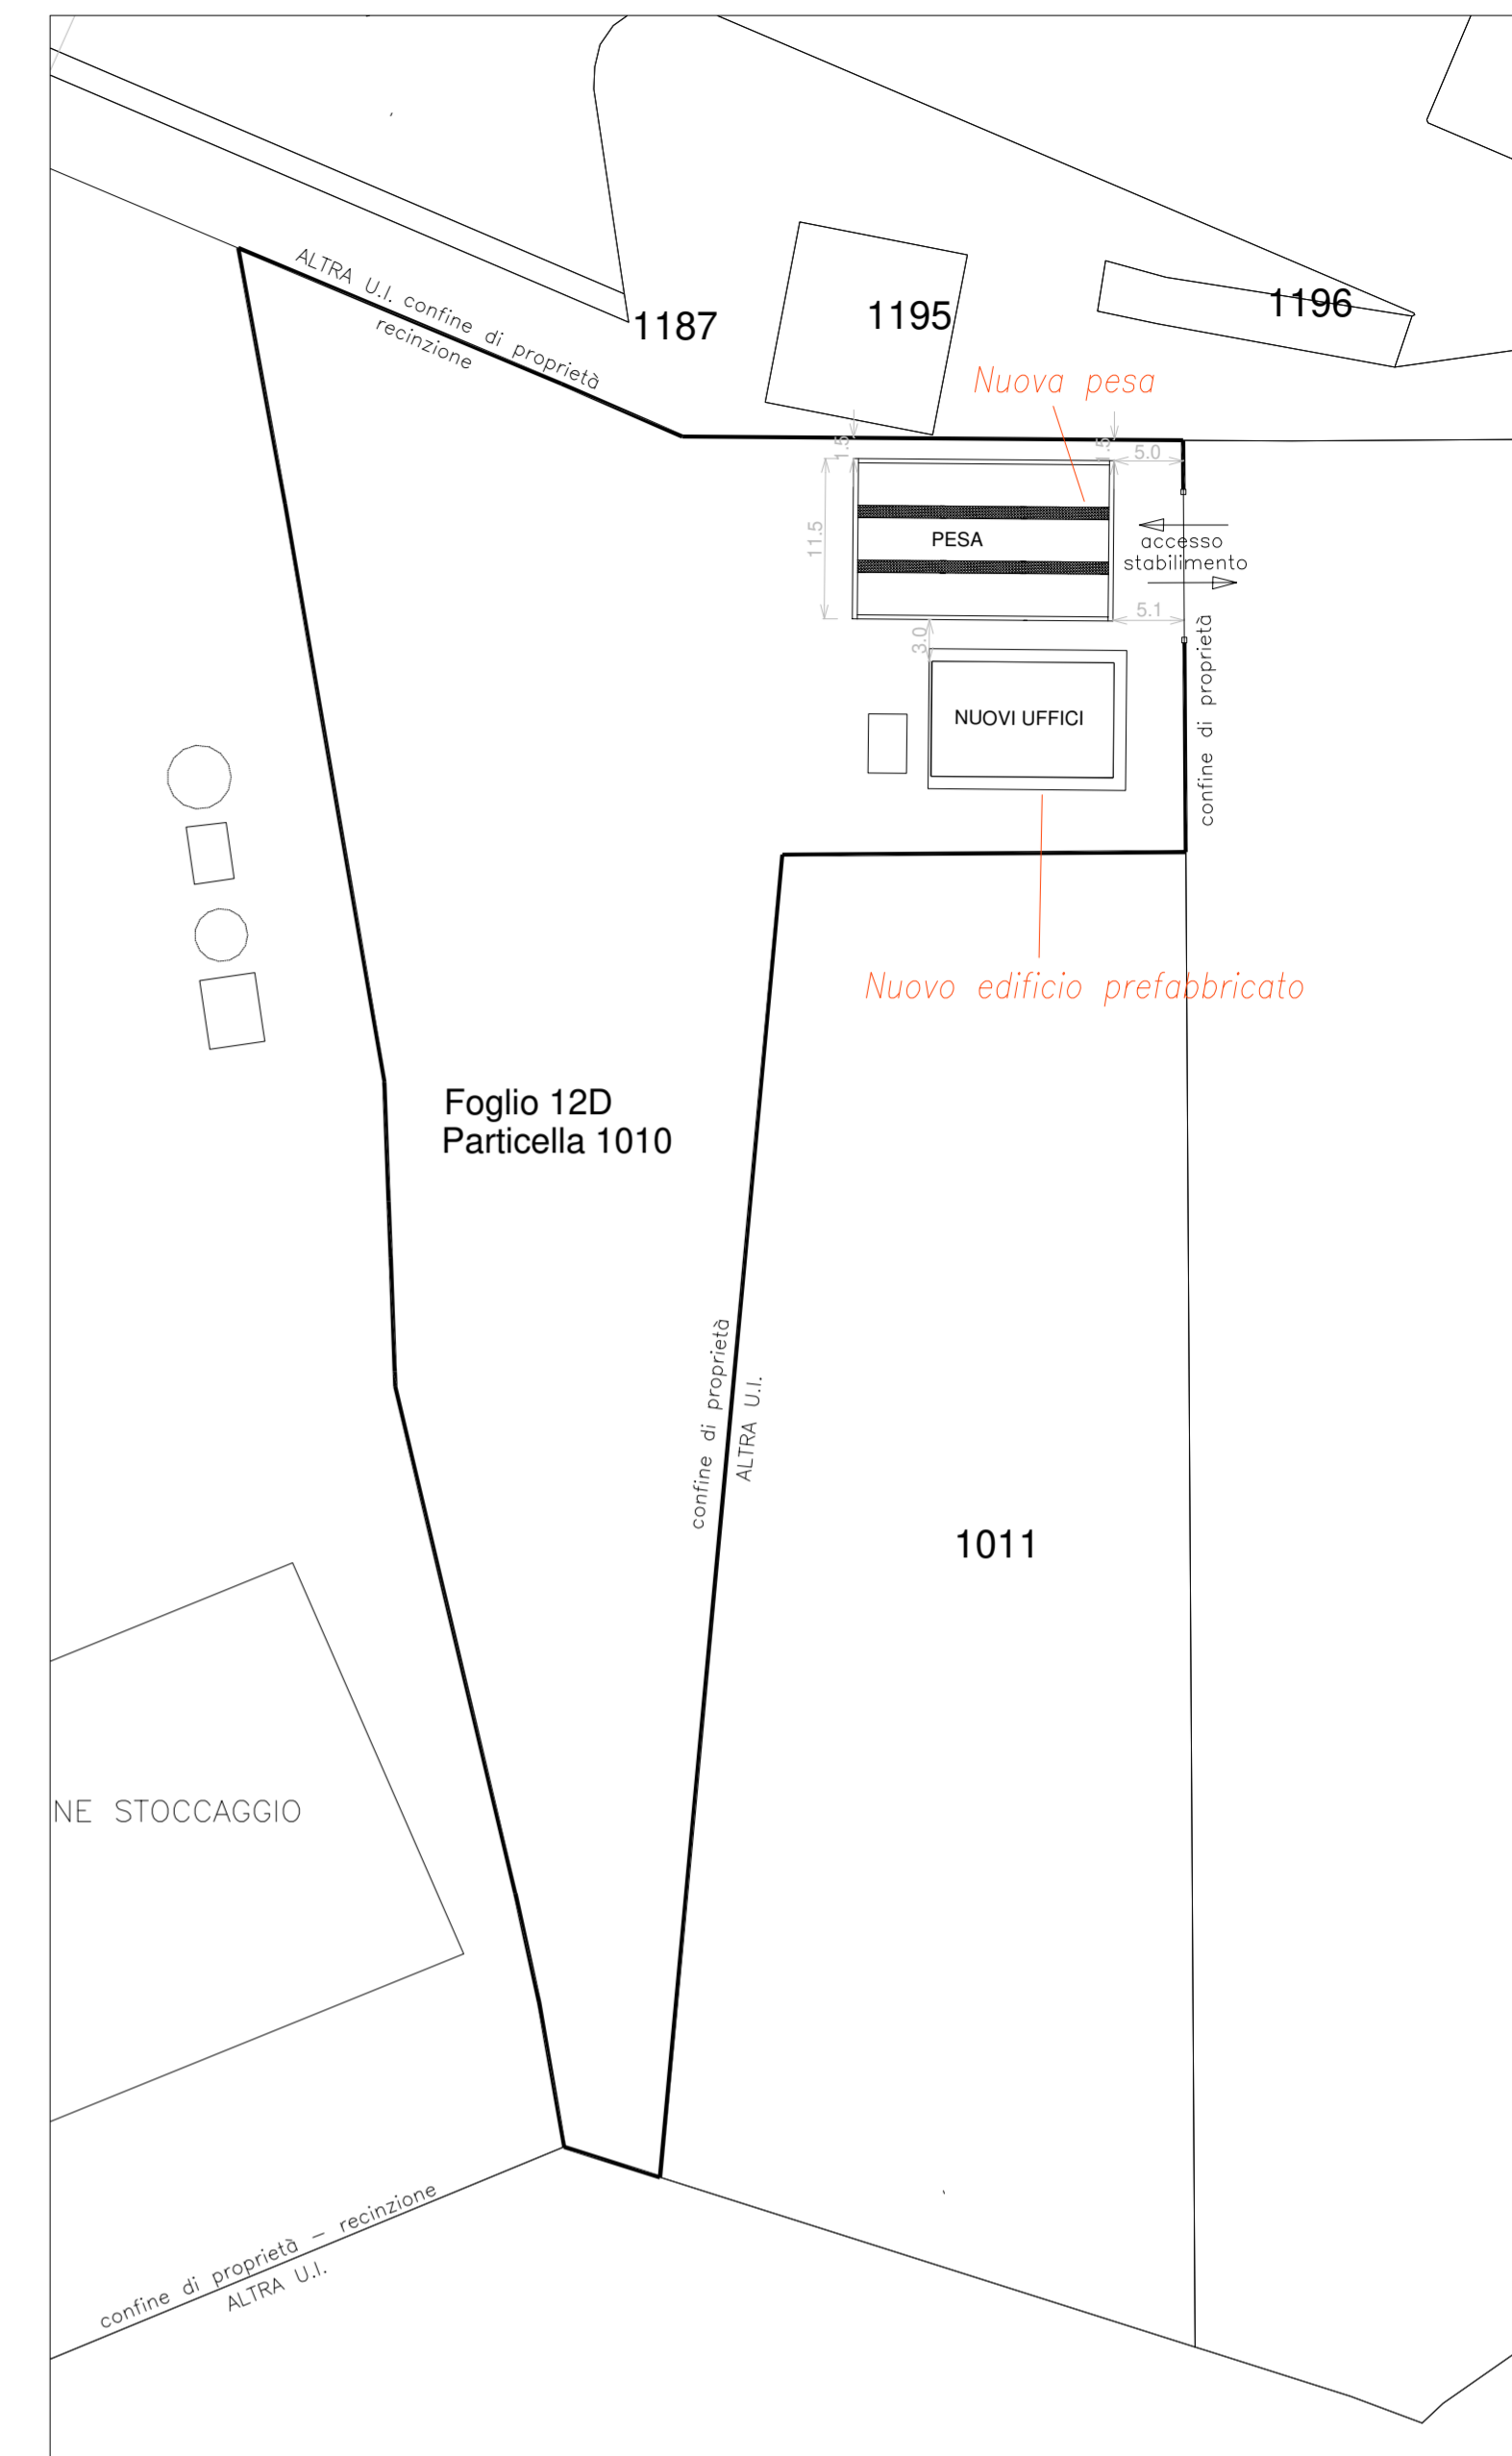 ALTRA U.I. confine di proprietà
recinzione
1187
1195
1196
Nuova pesa
1.5
1.5
5.0
11.5
PESA
accesso
stabilimento
5.1
3.0
confine di proprietà
NUOVI UFFICI
Nuovo edificio prefabbricato
Foglio 12D
Particella 1010
confine di proprietà
ALTRA U.I.
1011
NE STOCCAGGIO
confine di proprietà – recinzione
ALTRA U.I.